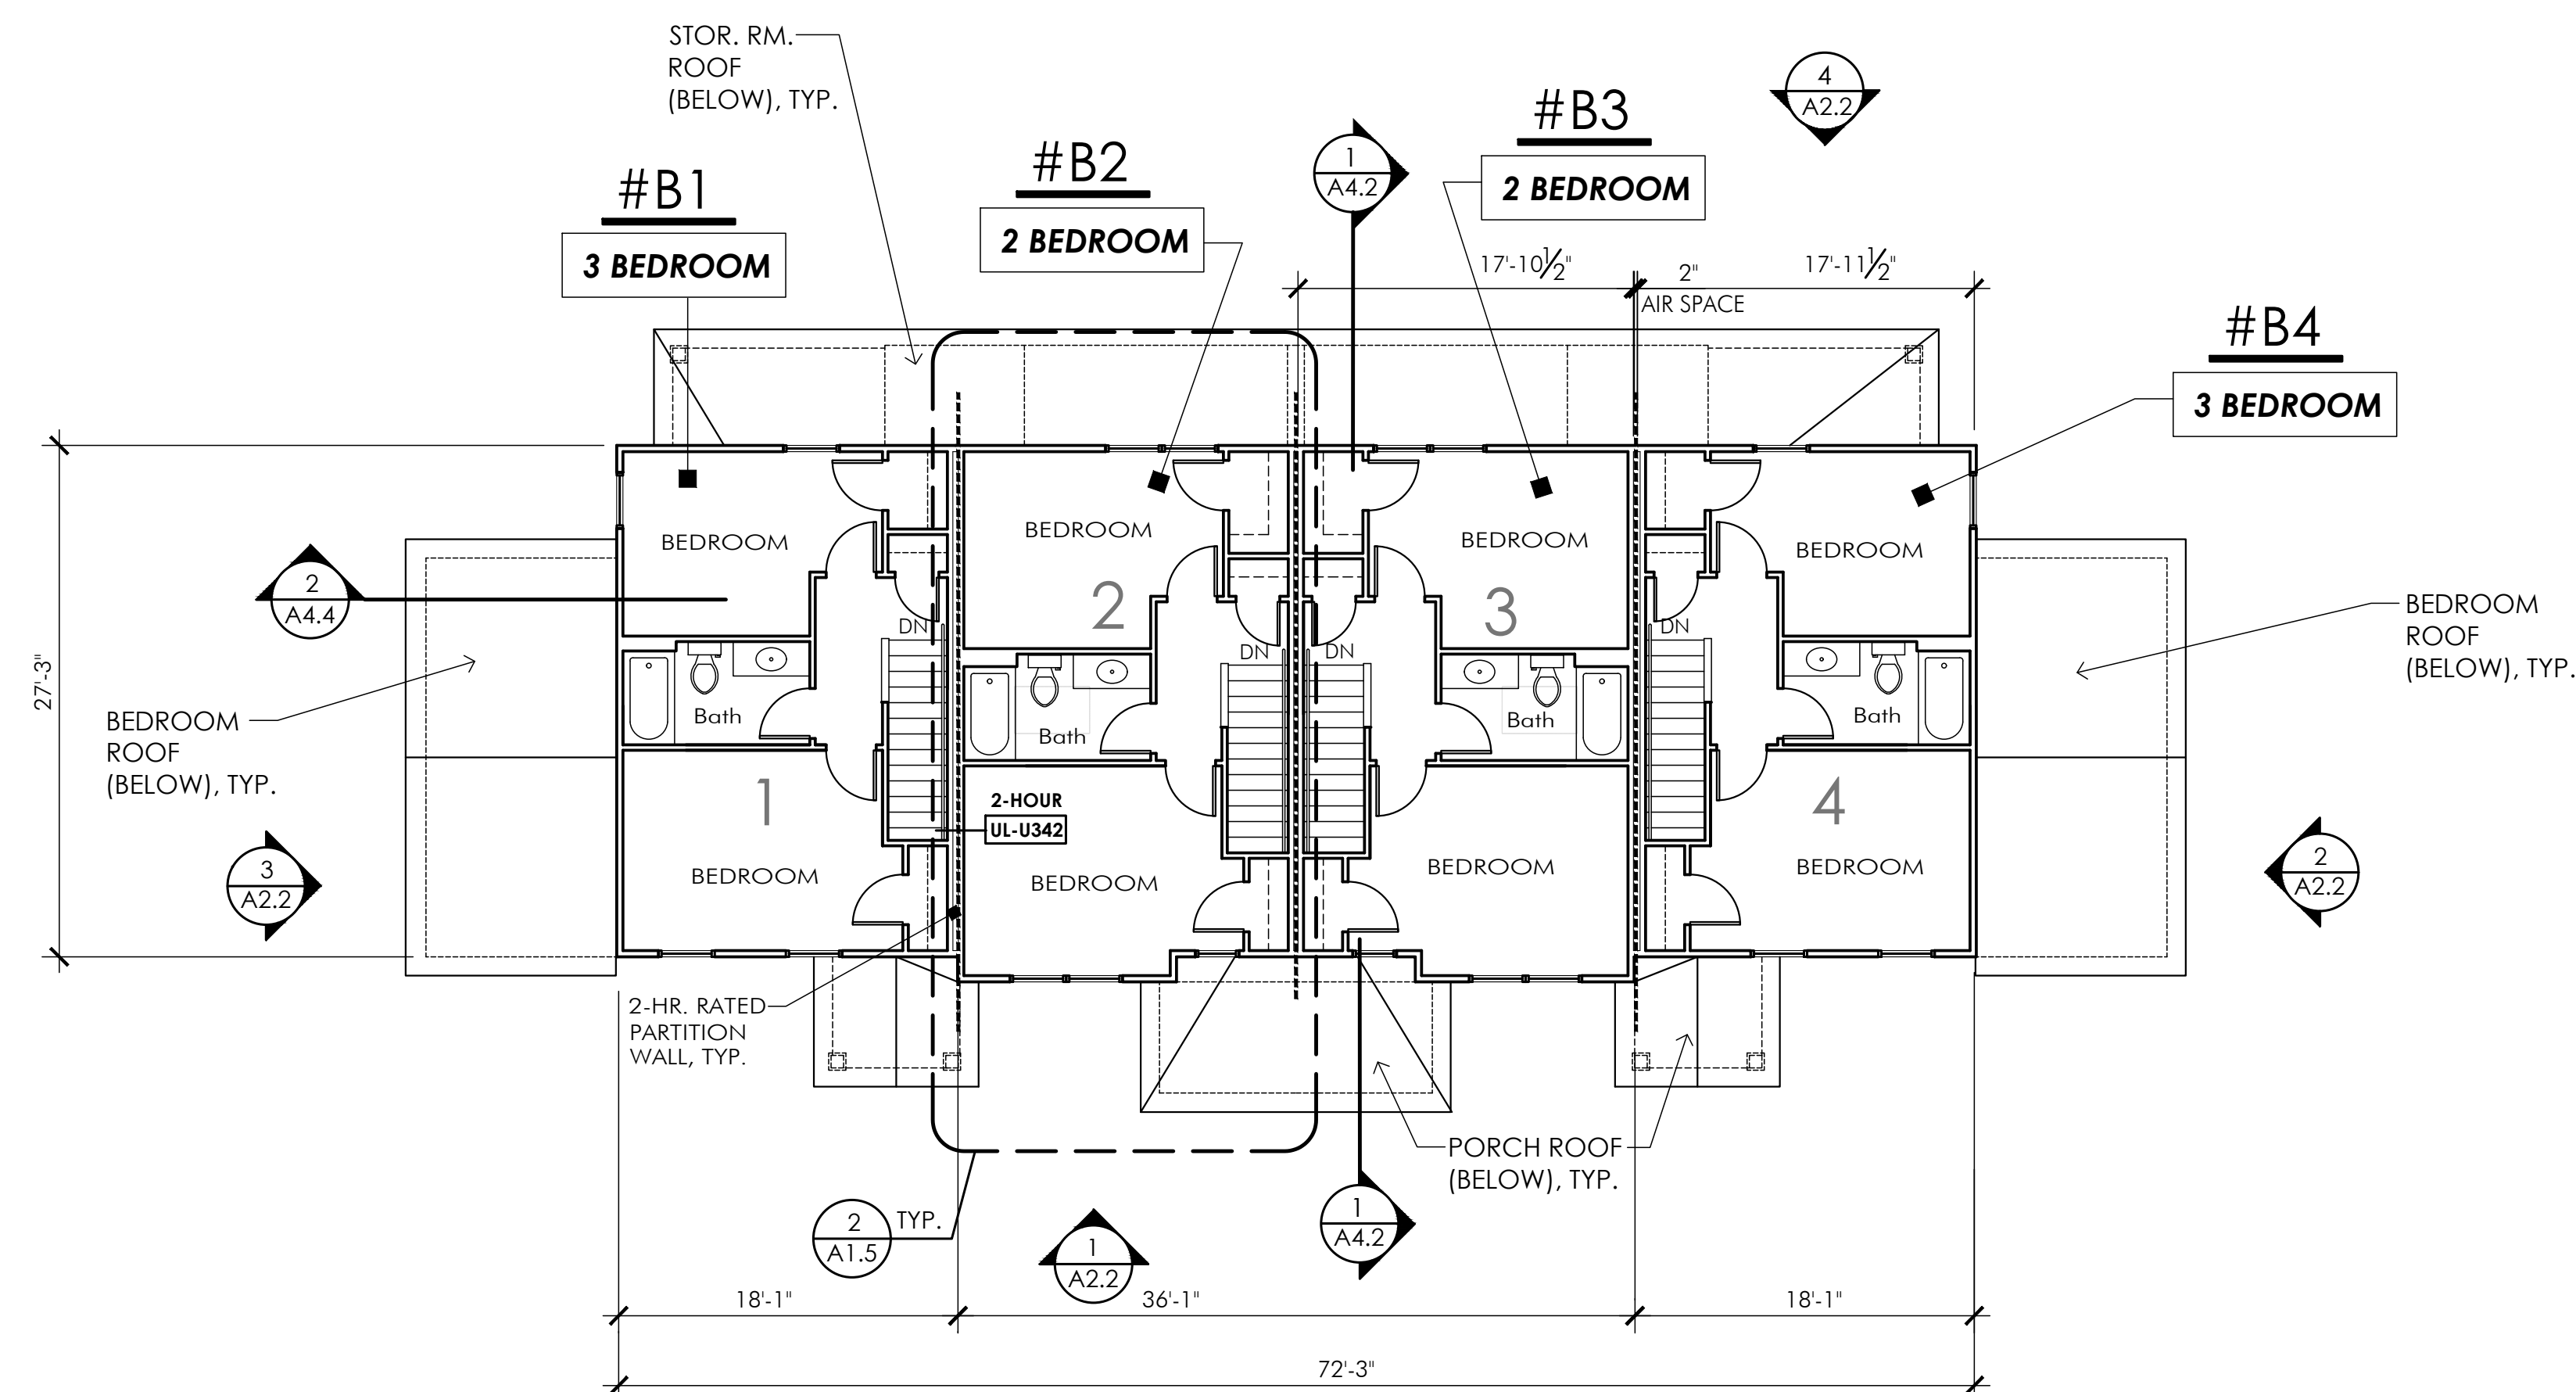 STOR. RM.
ROOF
(BELOW), TYP.
4
A2.2
#B3
2 BEDROOM
#B2
2 BEDROOM
1
A4.2
#B1
3 BEDROOM
17'-10 1/2"
2"
AIR SPACE
17'-11 1/2"
#B4
3 BEDROOM
BEDROOM
BEDROOM
BEDROOM
BEDROOM
2
A4.4
2
3
DN
DN
DN
DN
BEDROOM
ROOF
(BELOW), TYP.
27'-3"
BEDROOM
ROOF
(BELOW), TYP.
Bath
Bath
Bath
Bath
1
2-HOUR
UL-U342
4
3
A2.2
BEDROOM
BEDROOM
BEDROOM
BEDROOM
2
A2.2
2-HR. RATED
PARTITION
WALL, TYP.
PORCH ROOF
(BELOW), TYP.
2
A1.5
TYP.
1
A2.2
1
A4.2
18'-1"
36'-1"
18'-1"
72'-3"